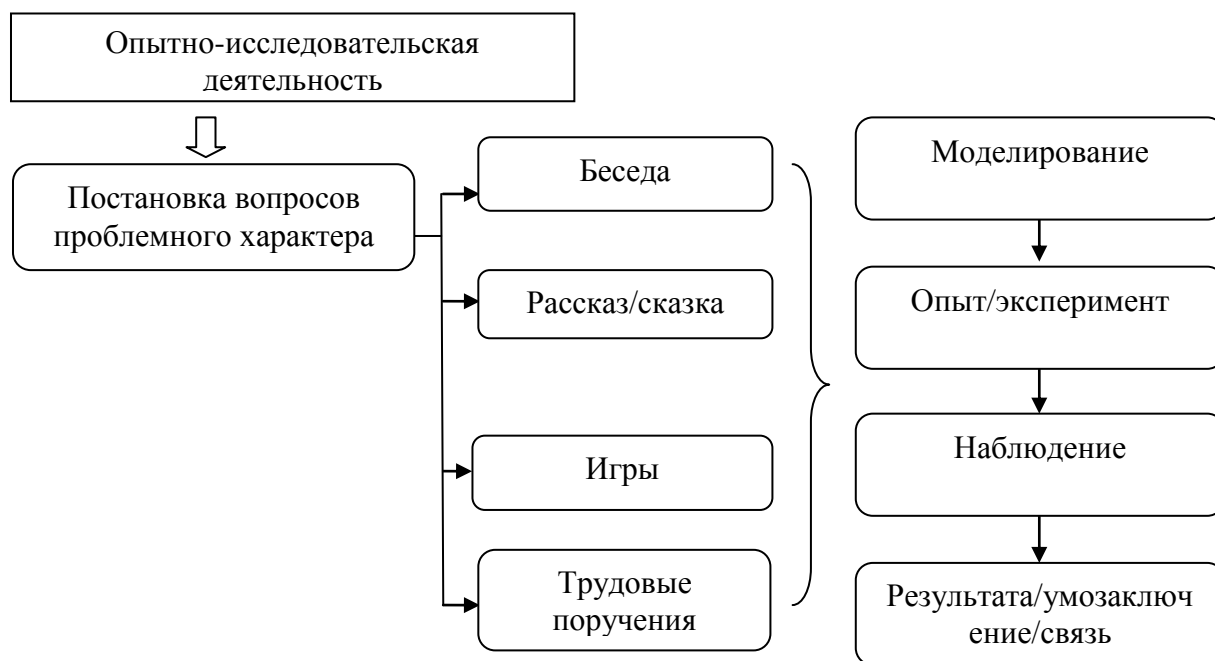 Опытно-исследовательская
деятельность
Постановка вопросов
проблемного характера
Беседа
Рассказ/сказка
Игры
Трудовые
поручения
Моделирование
Опыт/эксперимент
Наблюдение
Результата/умозаключ
ение/связь